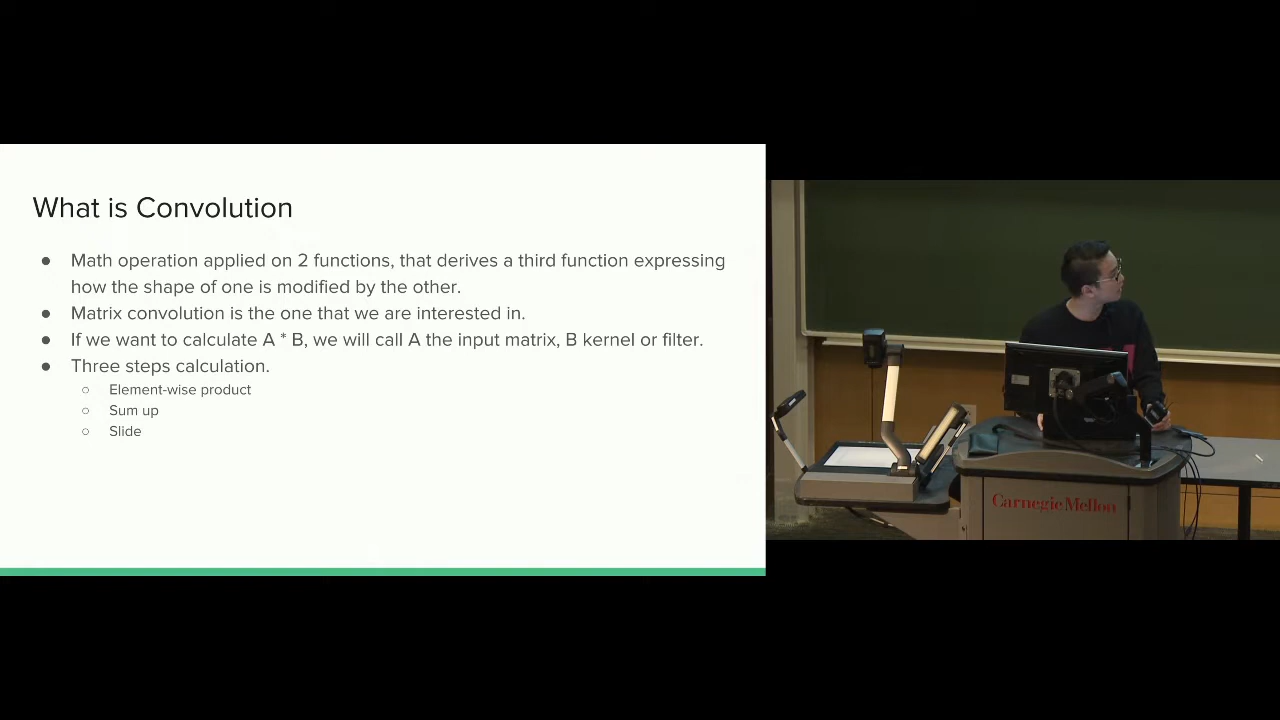 What is Convolution
● Math operation applied on 2 functions, that derives a third function expressing
how the shape of one is modified by the other.
● Matrix convolution is the one that we are interested in.
● If we want to calculate A * B, we will call A the input matrix, B kernel or filter.
● Three steps calculation.
○ Element-wise product
○ Sum up
○ Slide
Carnegie Mellon